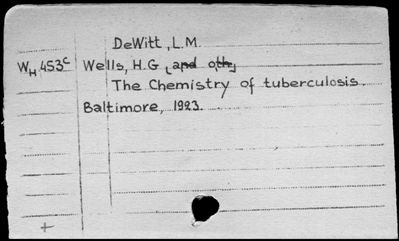 DeWitt, L.M.
WH 453c Wells, H.G. [and oth.]
The Chemistry of tuberculosis.
Baltimore, 1923.
+